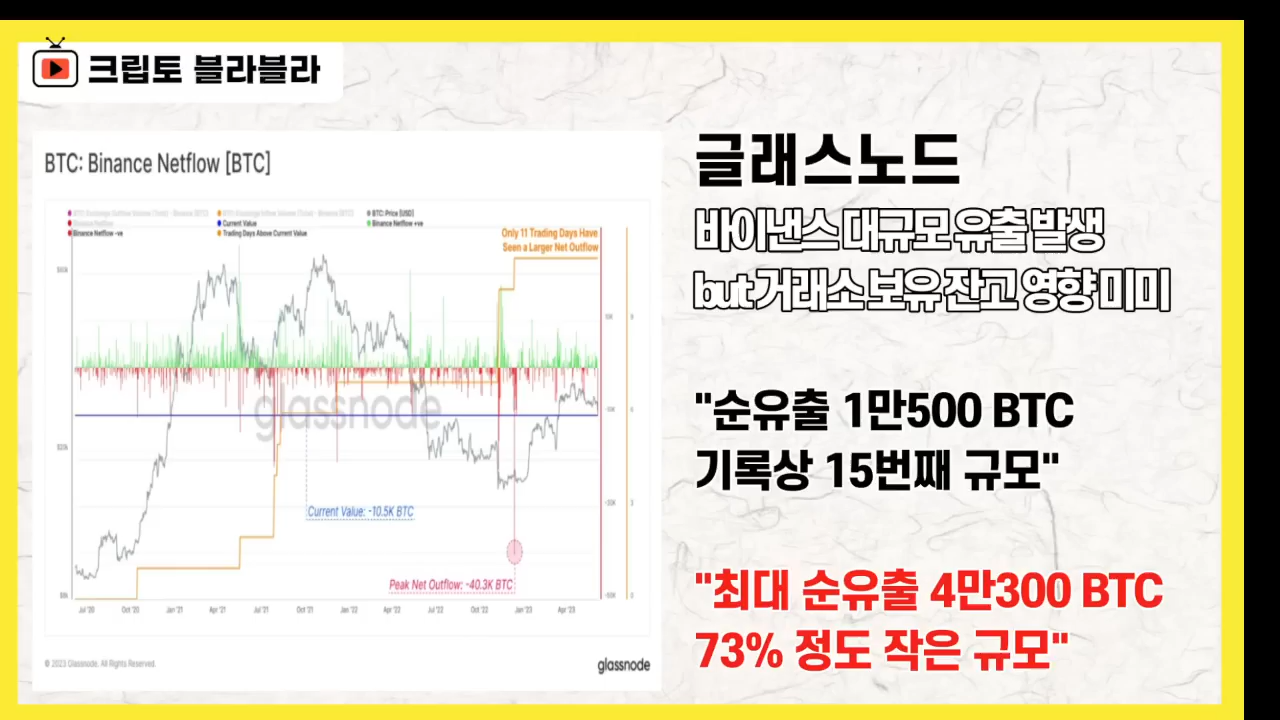 크립토 블라블라
BTC: Binance Netflow [BTC]
BTC: Price [USD]
Current Value
Binance Netflow +ve
Binance Netflow -ve
Trading Days Above Current Value
Only 11 Trading Days Have
Seen a Larger Net Outflow
glassnode
Current Value: -10.5K BTC
Peak Net Outflow: -40.3K BTC
Jul '20
Oct '20
Jan '21
Apr '21
Jul '21
Oct '21
Jan '22
Apr '22
Jul '22
Oct '22
Jan '23
Apr '23
© 2023 Glassnode. All Rights Reserved.
glassnode
글래스노드
바이낸스 대규모 유출 발생
but 거래소 보유 잔고 영향 미미
"순유출 1만500 BTC
기록상 15번째 규모"
"최대 순유출 4만300 BTC
73% 정도 작은 규모"